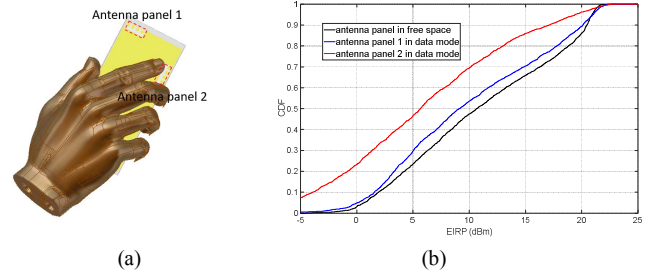 Antenna panel 1
Antenna panel 2
(a)
(b)
1
0.9
0.8
0.7
0.6
0.5
0.4
0.3
0.2
0.1
0
CDF
antenna panel in free space
antenna panel 1 in data mode
antenna panel 2 in data mode
-5
0
5
10
15
20
25
EIRP (dBm)
(a)
(b)